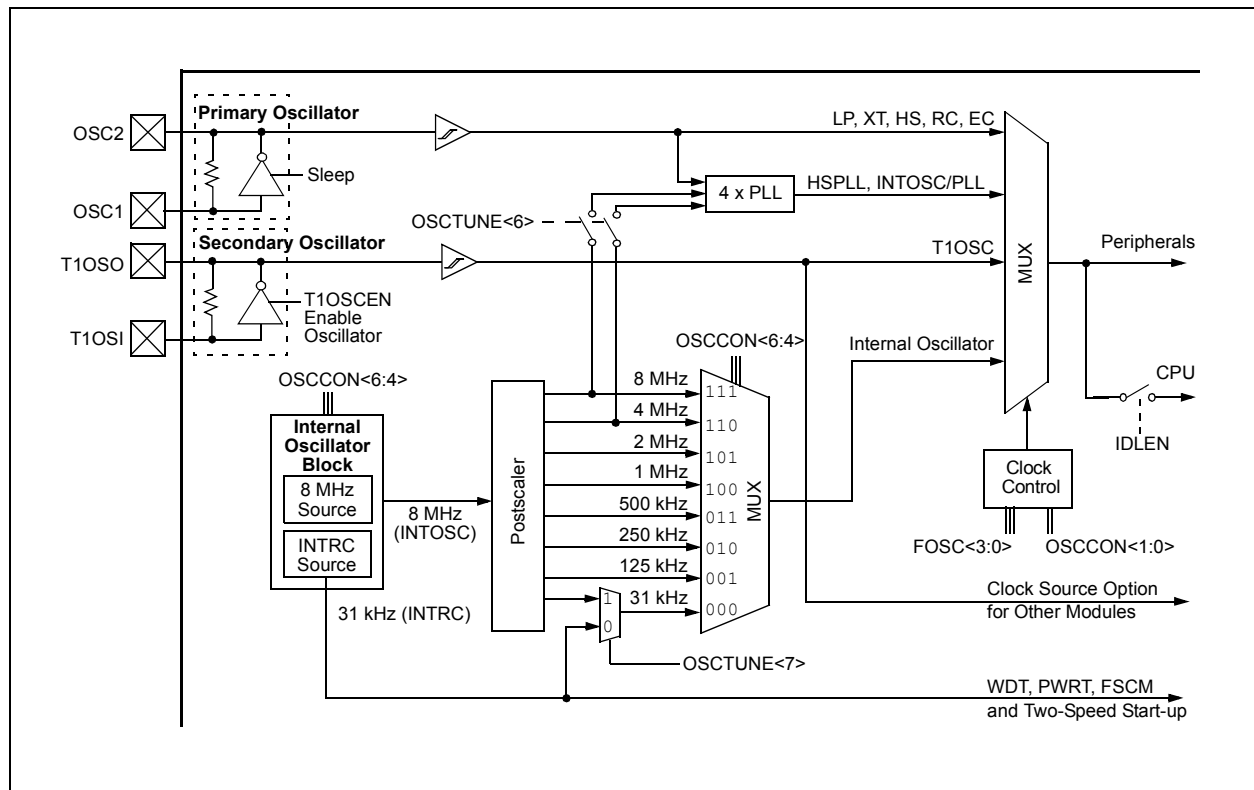 Primary Oscillator
OSC2
LP, XT, HS, RC, EC
Sleep
4 x PLL
HSPLL, INTOSC/PLL
OSC1
OSCTUNE<6>
Secondary Oscillator
T1OSO
T1OSC
MUX
Peripherals
T1OSCEN
Enable
Oscillator
T1OSI
OSCCON<6:4>
Internal Oscillator
CPU
IDLEN
OSCCON<6:4>
Internal
Oscillator
Block
8 MHz
Source
INTRC
Source
8 MHz
(INTOSC)
31 kHz (INTRC)
Postscaler
8 MHz
111
4 MHz
110
2 MHz
101
1 MHz
100
500 kHz
011
250 kHz
010
125 kHz
001
1
0
31 kHz
000
MUX
OSCTUNE<7>
Clock
Control
FOSC<3:0>
OSCCON<1:0>
Clock Source Option
for Other Modules
WDT, PWRT, FSCM
and Two-Speed Start-up